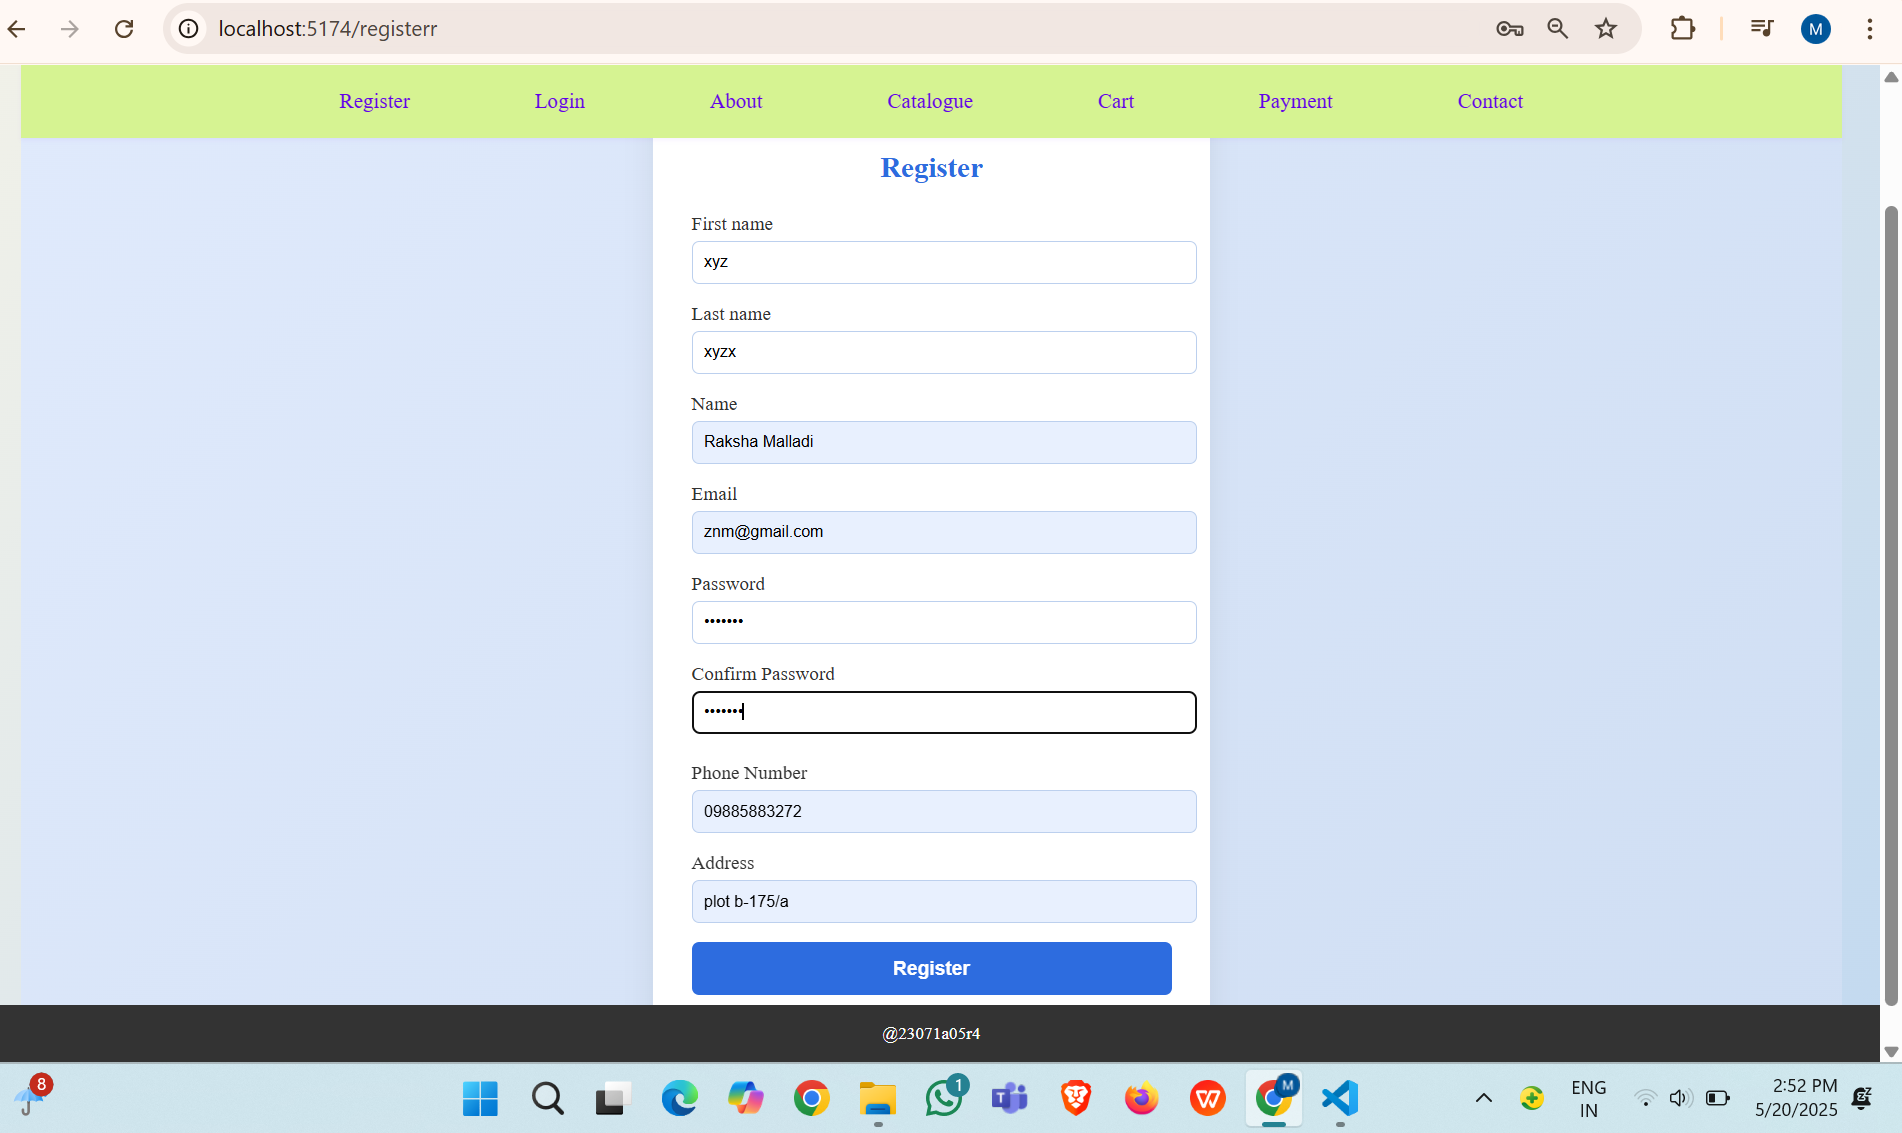 localhost:5174/registerr
M
Register Login About Catalogue Cart Payment Contact
Register
First name
xyz
Last name
xyzx
Name
Raksha Malladi
Email
znm@gmail.com
Password
•••••••
Confirm Password
•••••••
Phone Number
09885883272
Address
plot b-175/a
Register
@23071a05r4
8
1
M
ENG
IN
2:52 PM
5/20/2025